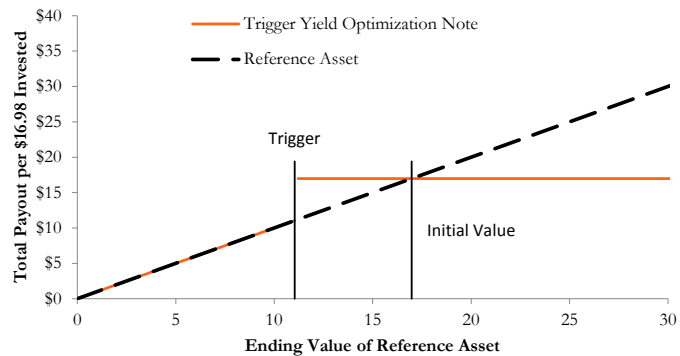 $40
$35
$30
$25
$20
$15
$10
$5
$0
Total Payout per $16.98 Invested
Trigger Yield Optimization Note
Reference Asset
Trigger
Initial Value
0
5
10
15
20
25
30
Ending Value of Reference Asset